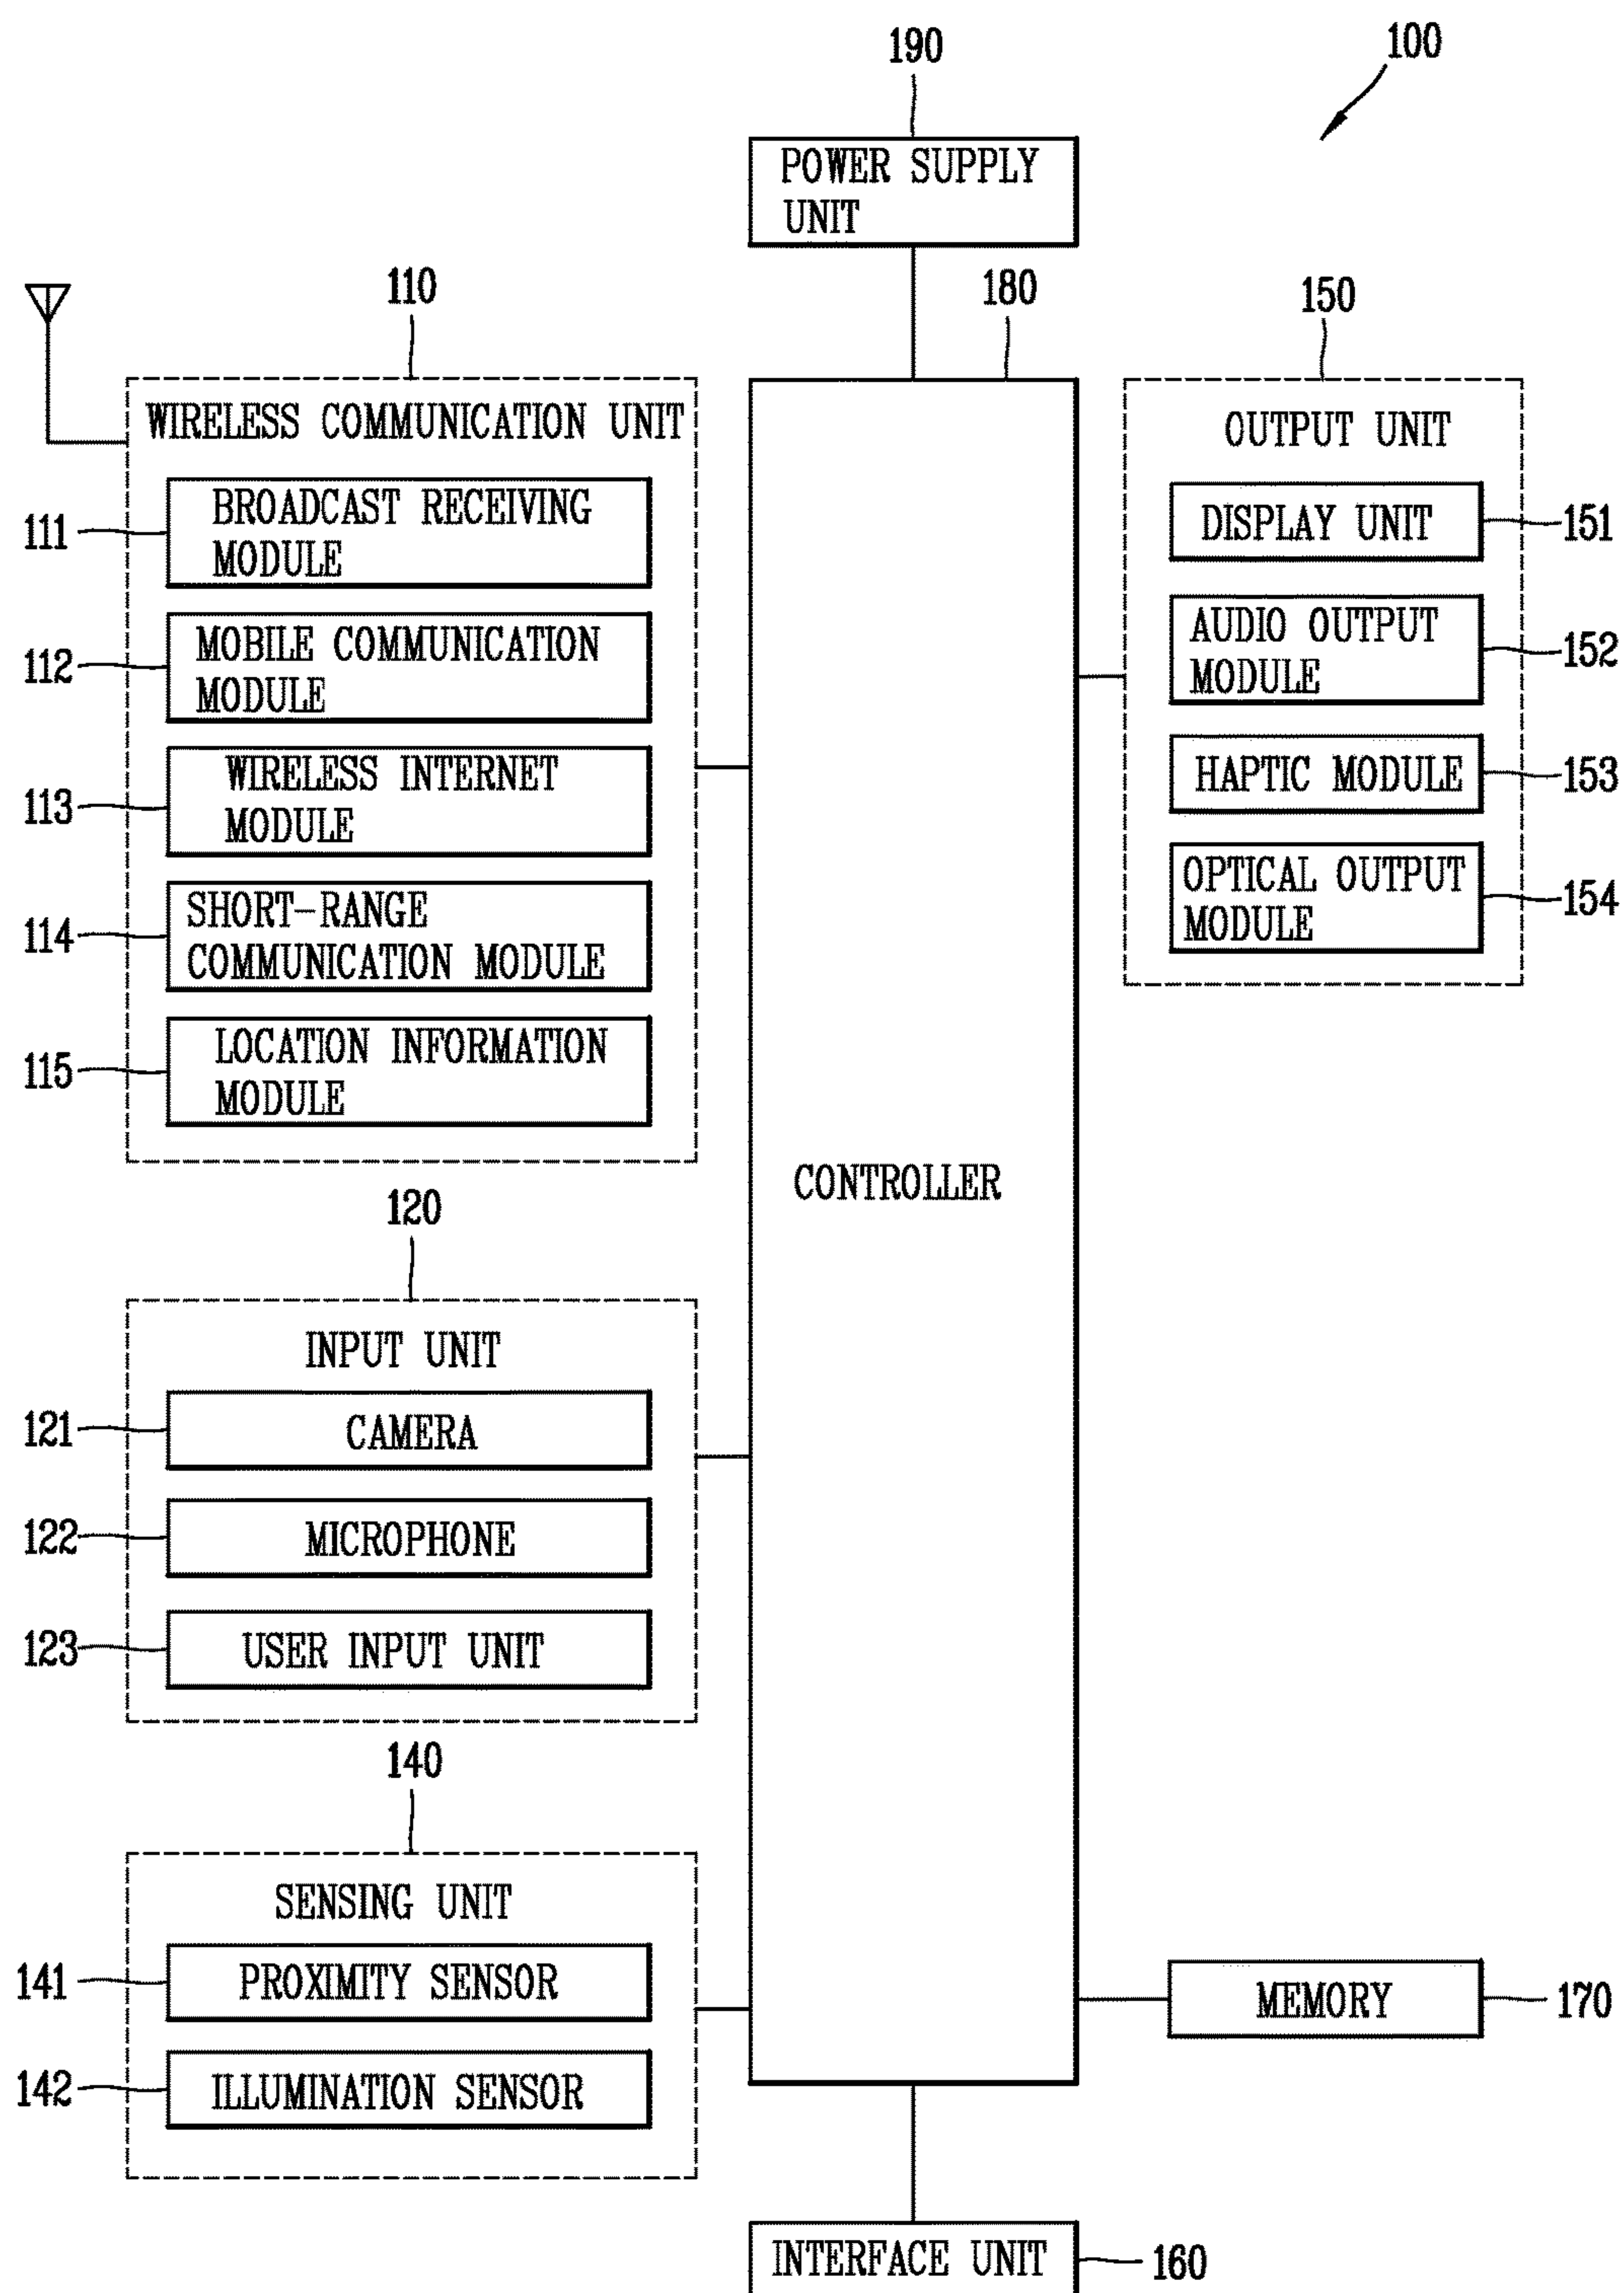 100
190
POWER SUPPLY
UNIT
110
180
150
WIRELESS COMMUNICATION UNIT
111
BROADCAST RECEIVING
MODULE
112
MOBILE COMMUNICATION
MODULE
113
WIRELESS INTERNET
MODULE
114
SHORT-RANGE
COMMUNICATION MODULE
115
LOCATION INFORMATION
MODULE
120
INPUT UNIT
121
CAMERA
122
MICROPHONE
123
USER INPUT UNIT
140
SENSING UNIT
141
PROXIMITY SENSOR
142
ILLUMINATION SENSOR
CONTROLLER
OUTPUT UNIT
DISPLAY UNIT
151
AUDIO OUTPUT
MODULE
152
HAPTIC MODULE
153
OPTICAL OUTPUT
MODULE
154
MEMORY
170
INTERFACE UNIT
160